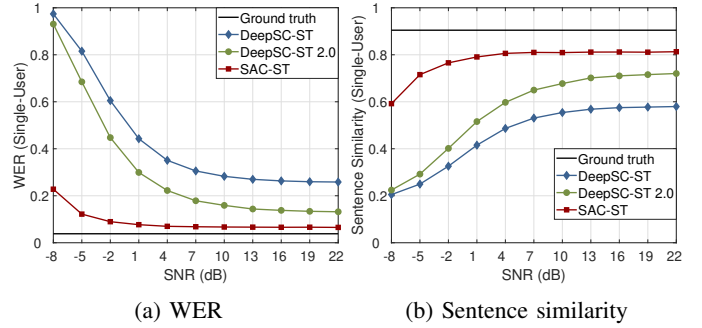 1
0.8
0.6
0.4
0.2
0
WER (Single-User)
Ground truth
DeepSC-ST
DeepSC-ST 2.0
SAC-ST
-8 -5 -2 1 4 7 10 13 16 19 22
SNR (dB)
(a) WER
1
0.8
0.6
0.4
0.2
0
Sentence Similarity (Single-User)
Ground truth
DeepSC-ST
DeepSC-ST 2.0
SAC-ST
-8 -5 -2 1 4 7 10 13 16 19 22
SNR (dB)
(b) Sentence similarity